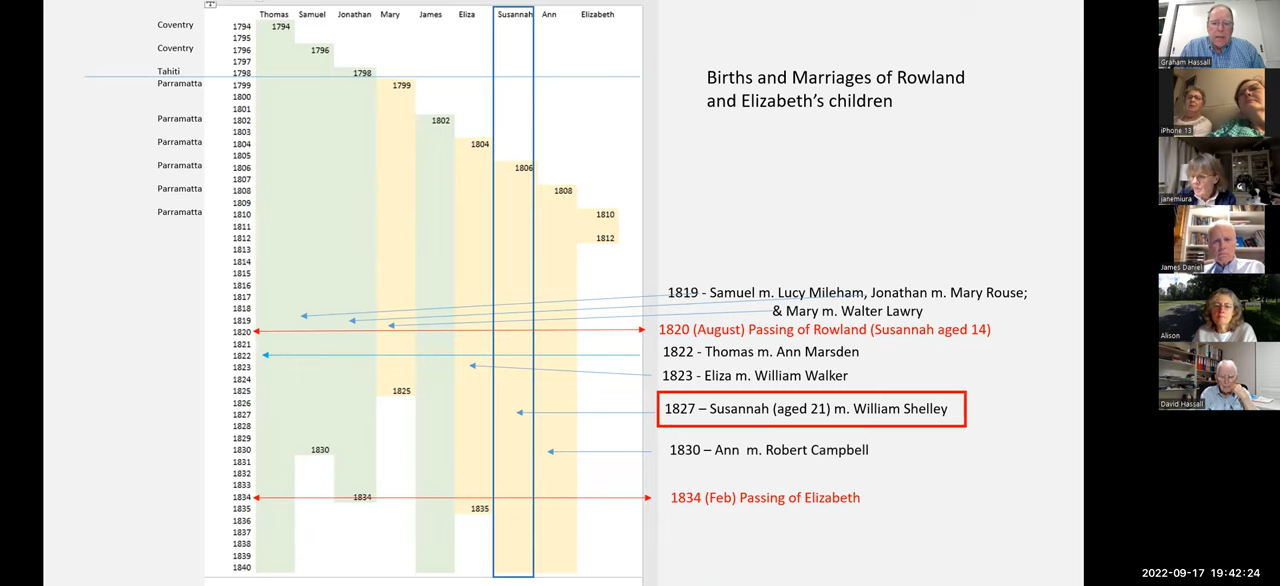 Thomas Samuel Jonathan Mary James Eliza Susannah Ann Elizabeth
Coventry 1794 1794
1795
Coventry 1796 1796
1797
Tahiti 1798 1798
Parramatta 1799 1799
1800
1801
Parramatta 1802 1802
1803
Parramatta 1804 1804
1805
Parramatta 1806 1806
1807
Parramatta 1808 1808
1809
Parramatta 1810 1810
1811
1812 1812
1813
1814
1815
1816
1817
1818
1819
1820
1821
1822
1823
1824
1825 1825
1826
1827
1828
1829
1830 1830
1831
1832
1833
1834 1834
1835 1835
1836
1837
1838
1839
1840
Births and Marriages of Rowland
and Elizabeth's children
1819 - Samuel m. Lucy Mileham, Jonathan m. Mary Rouse;
& Mary m. Walter Lawry
1820 (August) Passing of Rowland (Susannah aged 14)
1822 - Thomas m. Ann Marsden
1823 - Eliza m. William Walker
1827 – Susannah (aged 21) m. William Shelley
1830 – Ann m. Robert Campbell
1834 (Feb) Passing of Elizabeth
Graham Hassall
iPhone 13
janemiura
James Daniel
Alison
David Hassall
2022-09-17 19:42:24